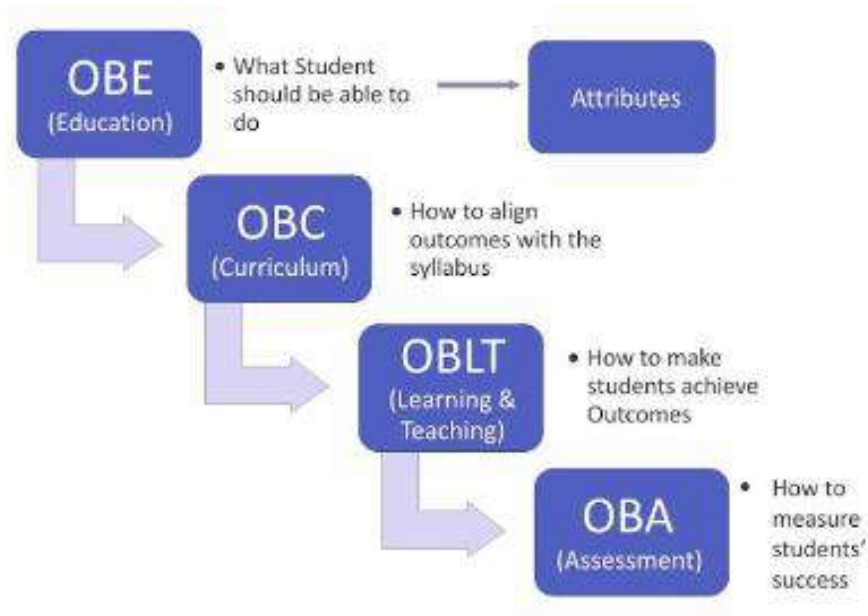 OBE
(Education)
• What Student
should be able to
do
Attributes
OBC
(Curriculum)
• How to align
outcomes with the
syllabus
OBLT
(Learning &
Teaching)
• How to make
students achieve
Outcomes
OBA
(Assessment)
• How to
measure
students'
success